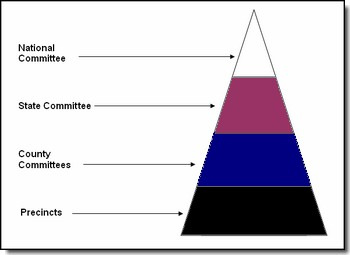 National
Committee
State Committee
County
Committees
Precincts